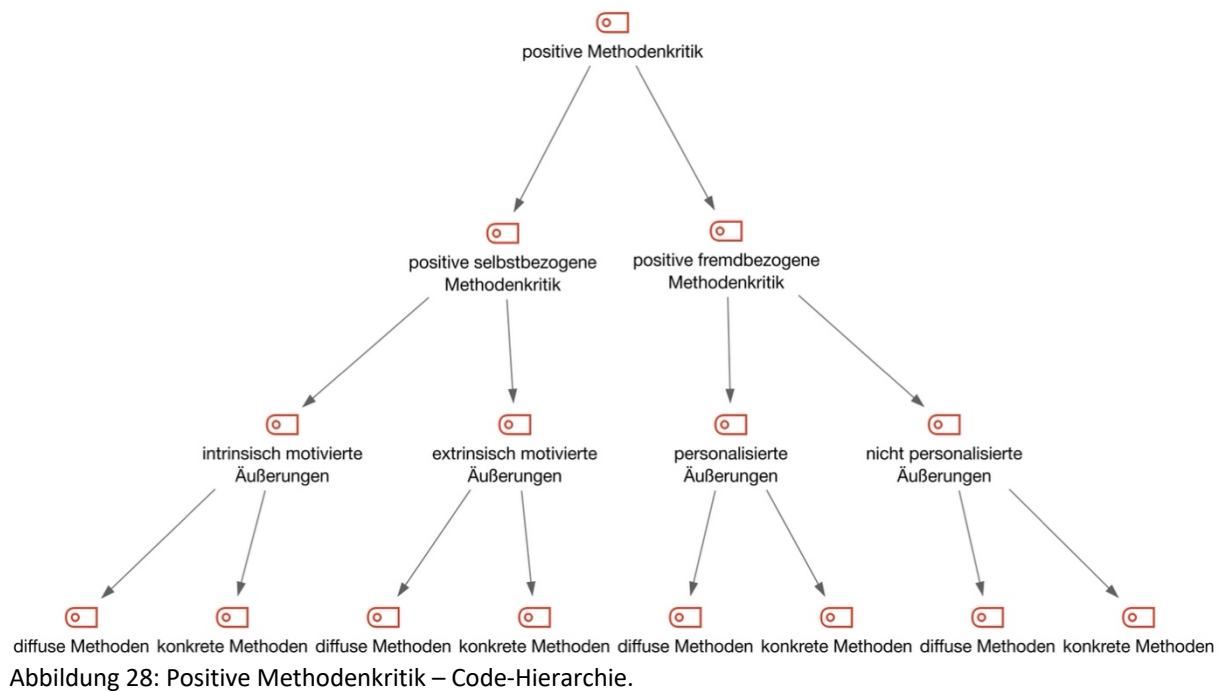 positive Methodenkritik
positive selbstbezogene
Methodenkritik
positive fremdbezogene
Methodenkritik
intrinsisch motivierte
Äußerungen
extrinsisch motivierte
Äußerungen
personalisierte
Äußerungen
nicht personalisierte
Äußerungen
diffuse Methoden konkrete Methoden diffuse Methoden konkrete Methoden diffuse Methoden konkrete Methoden diffuse Methoden konkrete Methoden
Abbildung 28: Positive Methodenkritik – Code-Hierarchie.